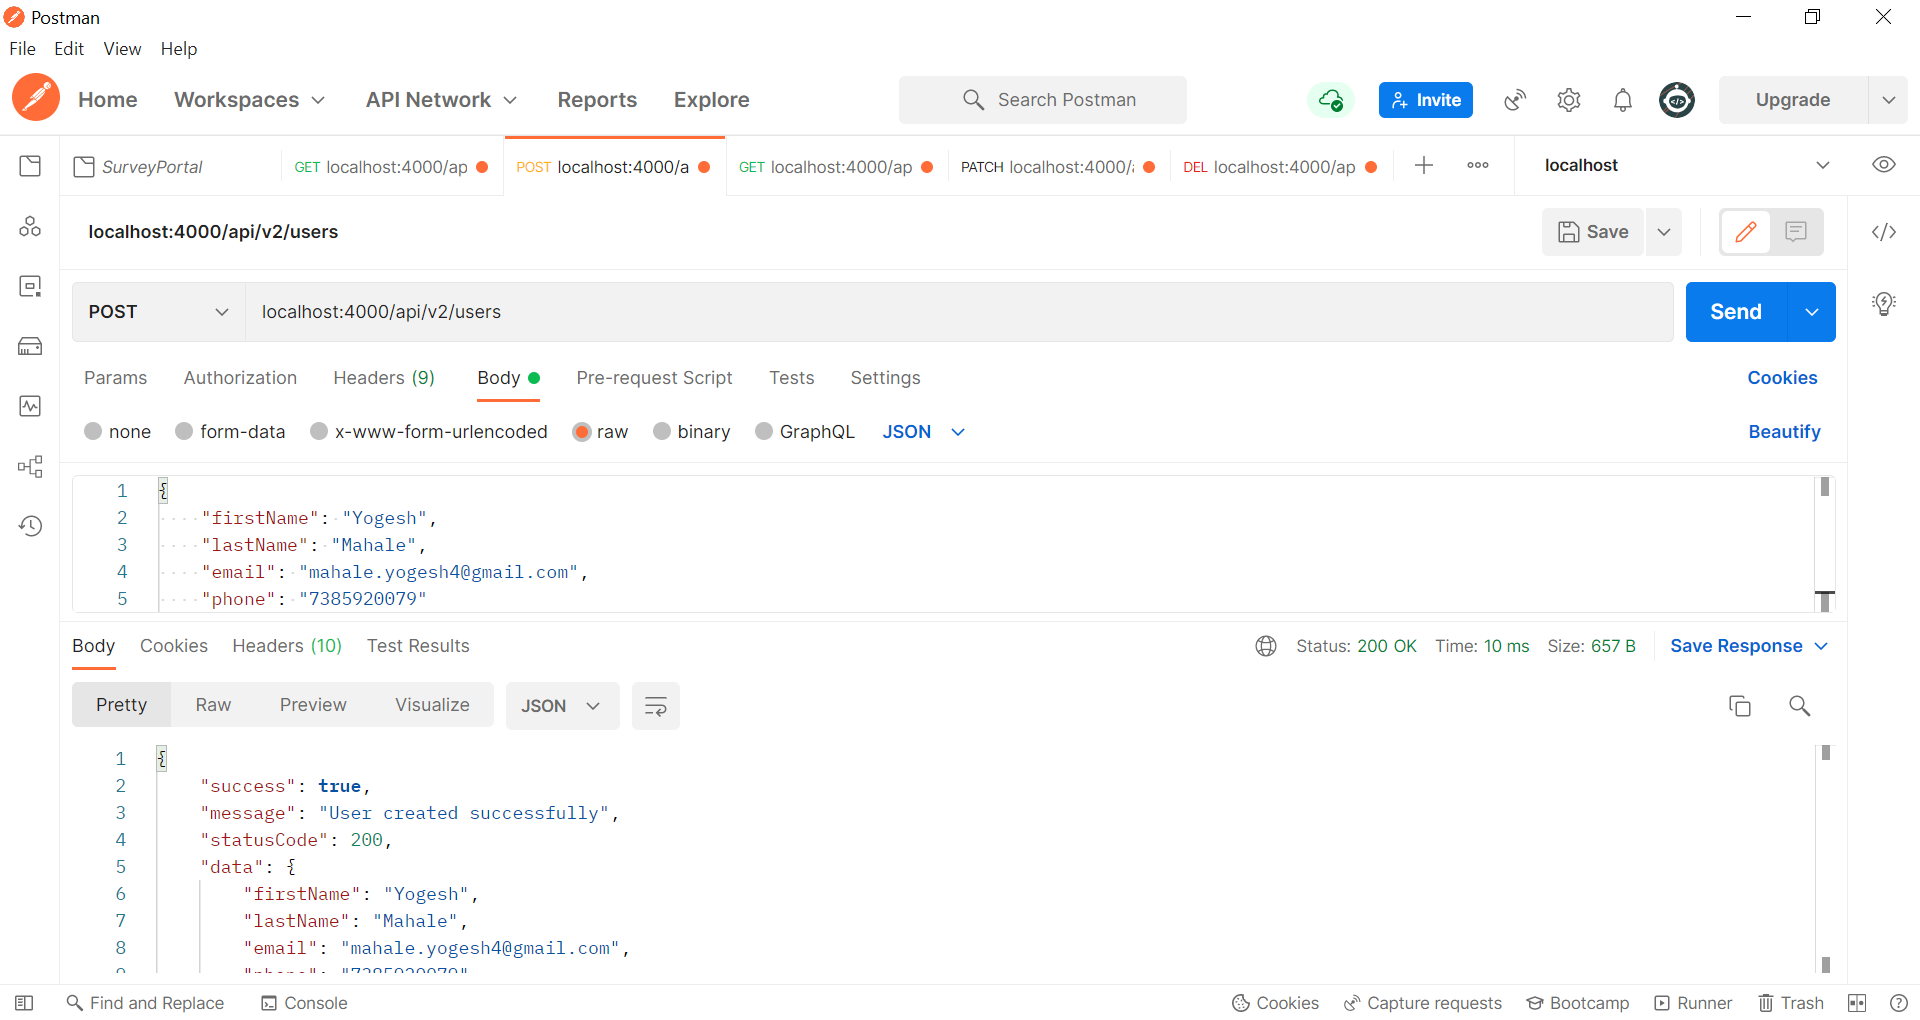 Postman
File Edit View Help
Home Workspaces API Network Reports Explore Search Postman Invite Upgrade
SurveyPortal GET localhost:4000/ap POST localhost:4000/a GET localhost:4000/ap PATCH localhost:4000/ DEL localhost:4000/ap localhost
localhost:4000/api/v2/users Save
POST localhost:4000/api/v2/users Send
Params Authorization Headers (9) Body Pre-request Script Tests Settings Cookies
none form-data x-www-form-urlencoded raw binary GraphQL JSON Beautify
1 {
2 "firstName": "Yogesh",
3 "lastName": "Mahale",
4 "email": "mahale.yogesh4@gmail.com",
5 "phone": "7385920079"
Body Cookies Headers (10) Test Results Status: 200 OK Time: 10 ms Size: 657 B Save Response
Pretty Raw Preview Visualize JSON
1 {
2 "success": true,
3 "message": "User created successfully",
4 "statusCode": 200,
5 "data": {
6 "firstName": "Yogesh",
7 "lastName": "Mahale",
8 "email": "mahale.yogesh4@gmail.com",
Find and Replace Console Cookies Capture requests Bootcamp Runner Trash